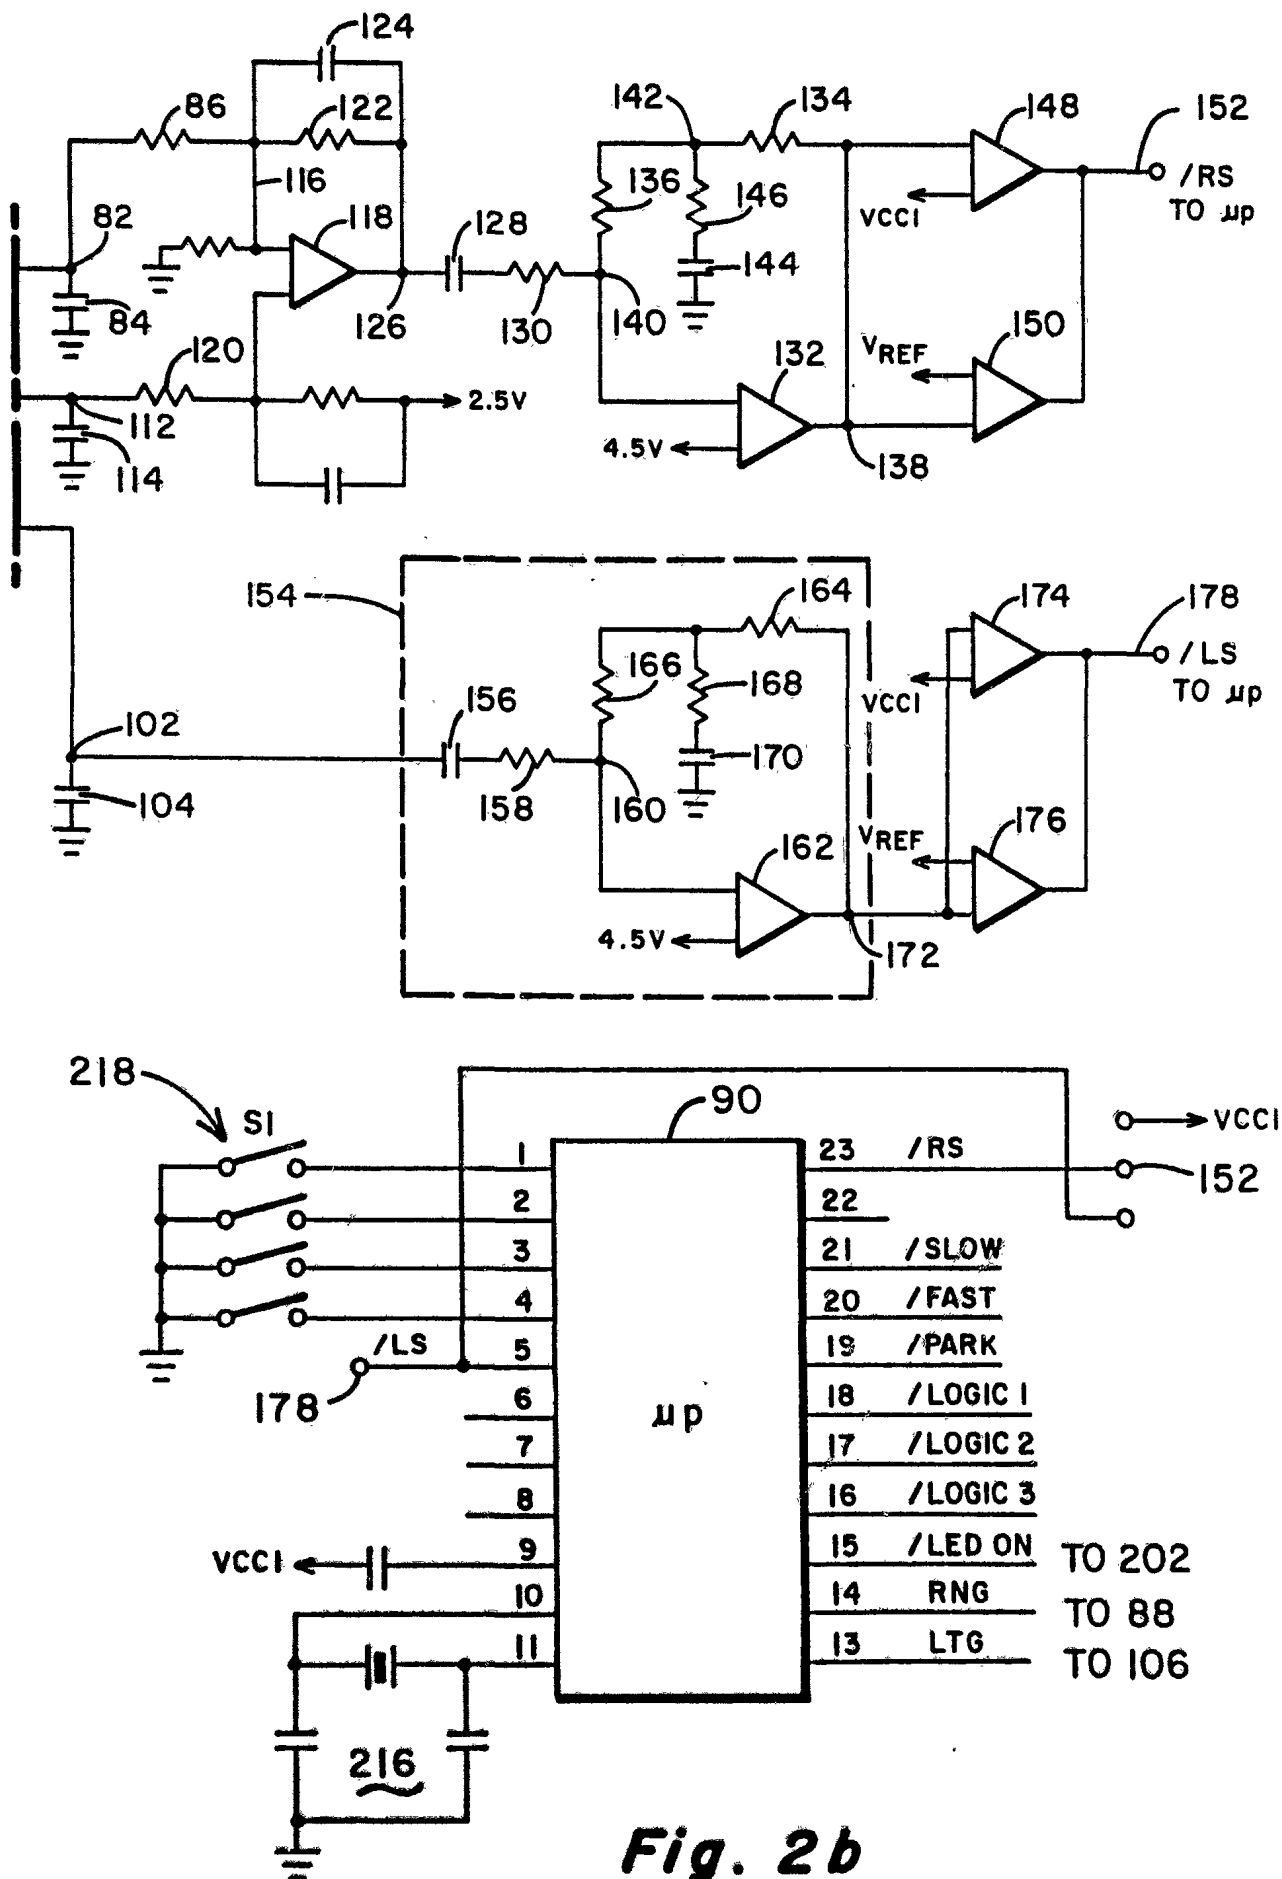 124
86
122
142
134
148
152
/RS
TO µp
116
136
146
VCC1
82
118
128
144
84
126
130
140
120
132
VREF
150
112
2.5V
4.5V
138
114
154
164
174
178
/LS
TO µp
166
168
VCC1
156
102
170
104
158
160
162
VREF
176
4.5V
172
218
S1
90
VCC1
1
23 /RS
152
2
22
3
21 /SLOW
4
20 /FAST
/LS
5
19 /PARK
178
6
µp
18 /LOGIC 1
7
17 /LOGIC 2
8
16 /LOGIC 3
VCC1
9
15 /LED ON TO 202
10
14 RNG TO 88
11
13 LTG TO 106
216
Fig. 2b